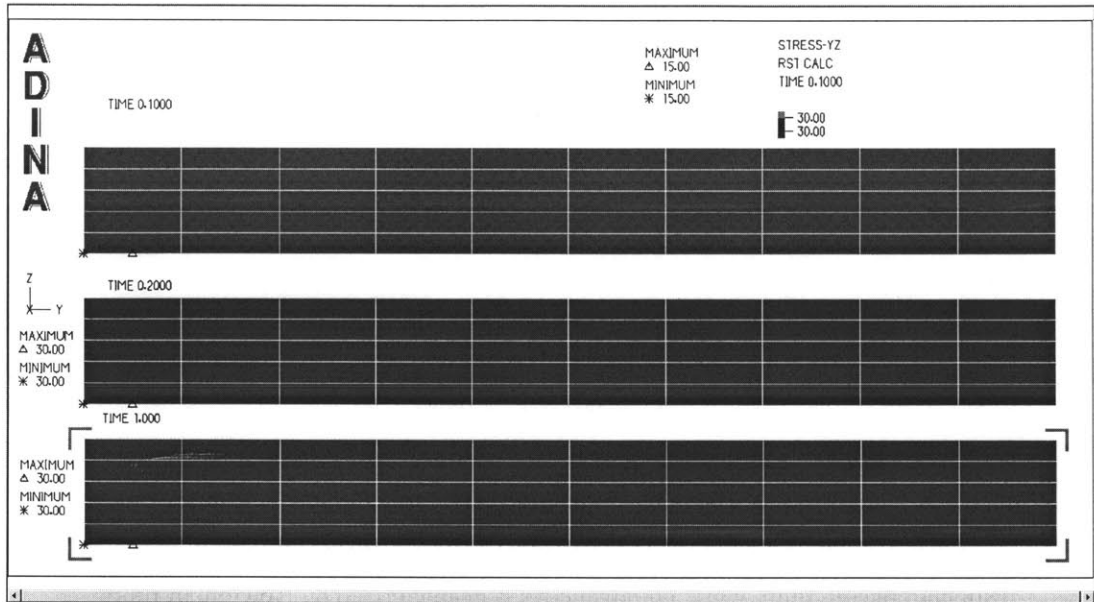 ADINA
MAXIMUM
△ 15.00
MINIMUM
* 15.00
STRESS-YZ
RST CALC
TIME 0.1000
30.00
30.00
TIME 0.1000
TIME 0.2000
Z
X Y
MAXIMUM
△ 30.00
MINIMUM
* 30.00
TIME 1.000
MAXIMUM
△ 30.00
MINIMUM
* 30.00